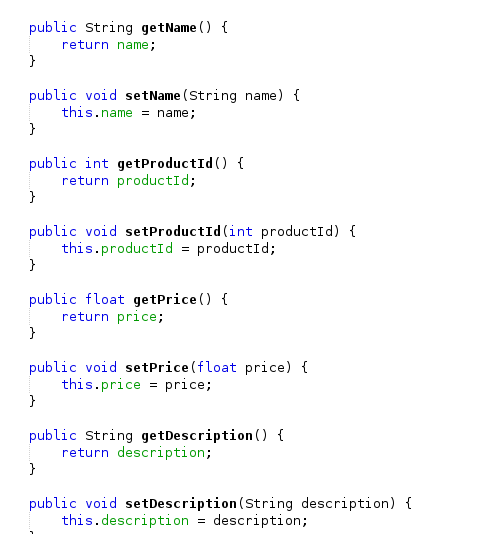 public String getName() {
    return name;
}
public void setName(String name) {
    this.name = name;
}
public int getProductId() {
    return productId;
}
public void setProductId(int productId) {
    this.productId = productId;
}
public float getPrice() {
    return price;
}
public void setPrice(float price) {
    this.price = price;
}
public String getDescription() {
    return description;
}
public void setDescription(String description) {
    this.description = description;
}